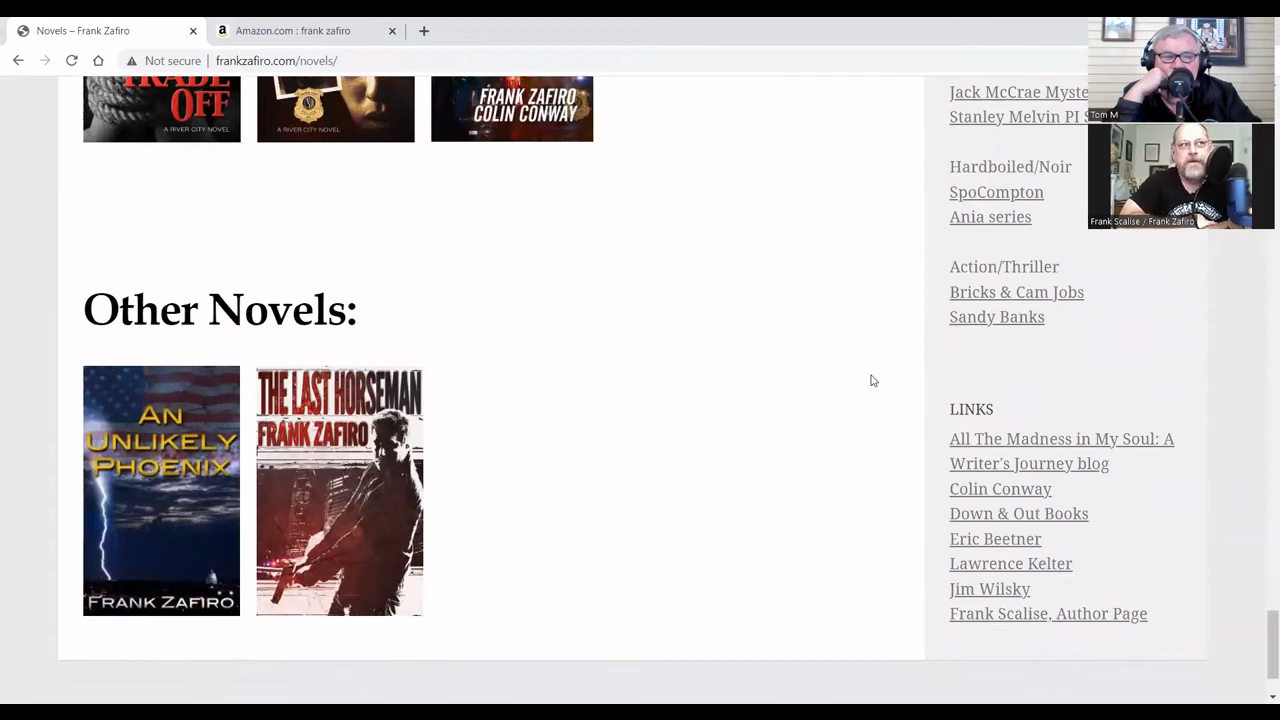 Novels – Frank Zafiro
Amazon.com : frank zafiro
Not secure
frankzafiro.com/novels/
TRADE
OFF
A RIVER CITY NOVEL
A RIVER CITY NOVEL
FRANK ZAFIRO
COLIN CONWAY
Other Novels:
AN
UNLIKELY
PHOENIX
FRANK ZAFIRO
THE LAST HORSEMAN
FRANK ZAFIRO
Jack McCrae Myste
Stanley Melvin PI S
Hardboiled/Noir
SpoCompton
Ania series
Action/Thriller
Bricks & Cam Jobs
Sandy Banks
LINKS
All The Madness in My Soul: A
Writer's Journey blog
Colin Conway
Down & Out Books
Eric Beetner
Lawrence Kelter
Jim Wilsky
Frank Scalise, Author Page
Tom M
Frank Scalise / Frank Zafiro